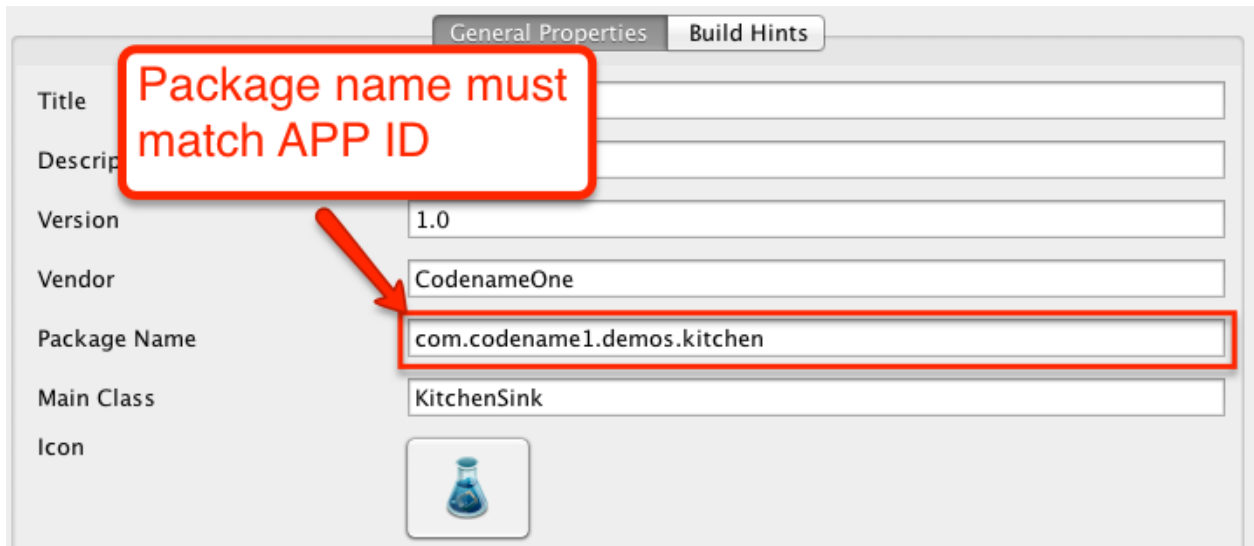 General Properties
Build Hints
Package name must
match APP ID
Title
Descrip
Version
1.0
Vendor
CodenameOne
Package Name
com.codename1.demos.kitchen
Main Class
KitchenSink
Icon